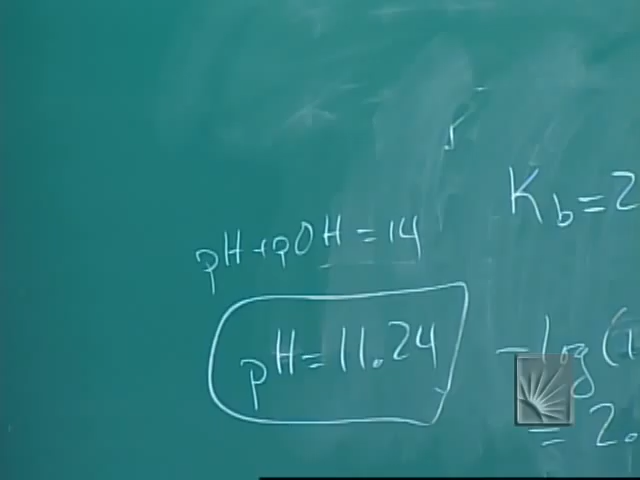 pH + pOH = 14
pH = 11.24
Kb = 2
-log(
= 2.